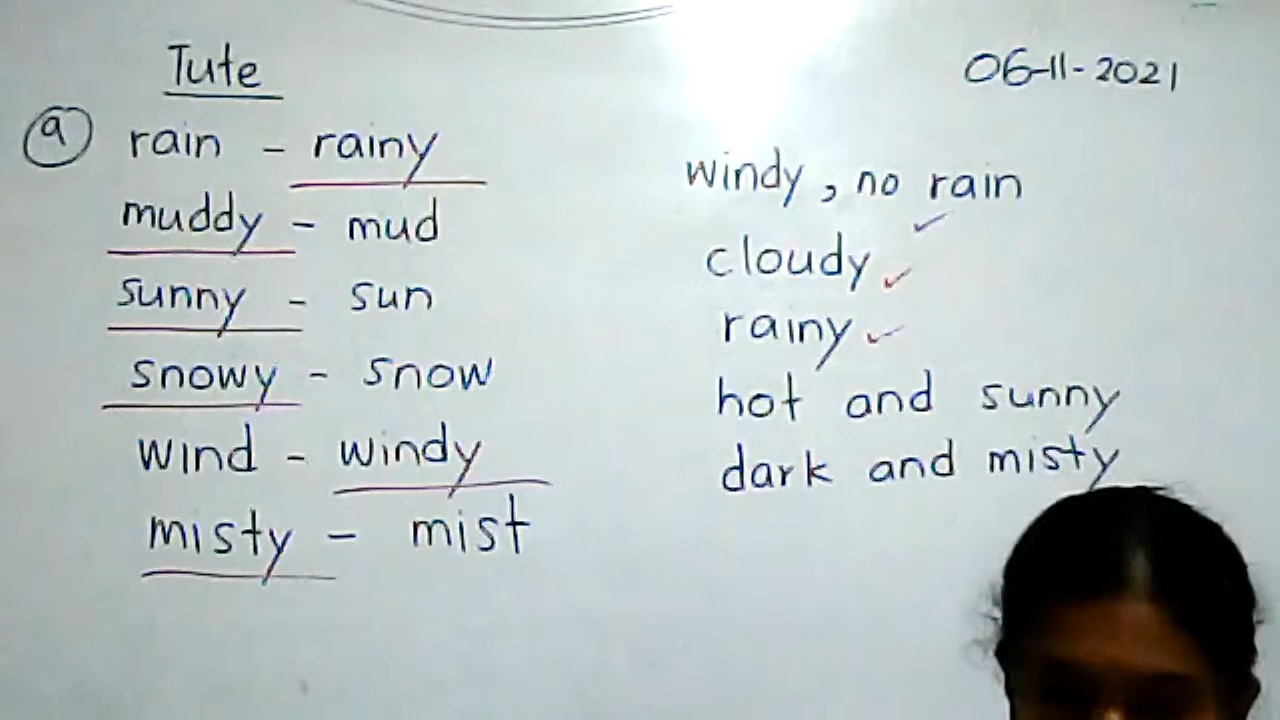 Tute
06-11-2021
a rain - rainy
muddy - mud
sunny - sun
snowy - snow
wind - windy
misty - mist
windy, no rain
cloudy
rainy
hot and sunny
dark and misty